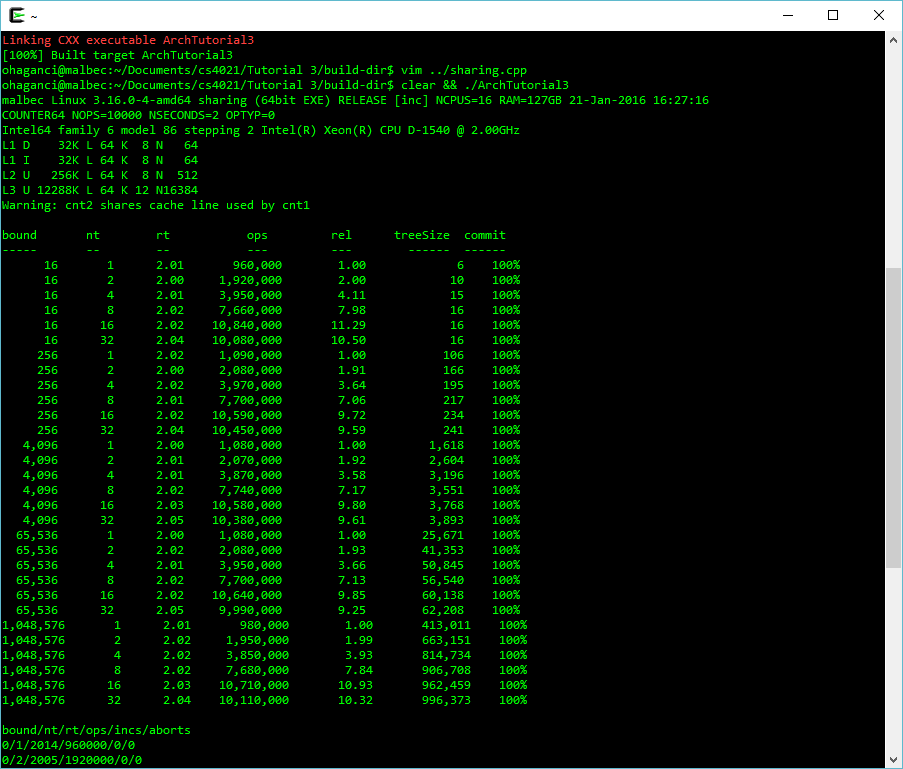 ~
Linking CXX executable ArchTutorial3
[100%] Built target ArchTutorial3
ohaganci@malbec:~/Documents/cs4021/Tutorial 3/build-dir$ vim ../sharing.cpp
ohaganci@malbec:~/Documents/cs4021/Tutorial 3/build-dir$ clear && ./ArchTutorial3
malbec Linux 3.16.0-4-amd64 sharing (64bit EXE) RELEASE [inc] NCPUS=16 RAM=127GB 21-Jan-2016 16:27:16
COUNTER64 NOPS=10000 NSECONDS=2 OPTYP=0
Intel64 family 6 model 86 stepping 2 Intel(R) Xeon(R) CPU D-1540 @ 2.00GHz
L1 D    32K L 64 K  8 N   64
L1 I    32K L 64 K  8 N   64
L2 U   256K L 64 K  8 N  512
L3 U 12288K L 64 K 12 N16384
Warning: cnt2 shares cache line used by cnt1
bound nt rt ops rel treeSize commit
----- -- -- --- --- ------ ------
16 1 2.01 960,000 1.00 6 100%
16 2 2.00 1,920,000 2.00 10 100%
16 4 2.01 3,950,000 4.11 15 100%
16 8 2.02 7,660,000 7.98 16 100%
16 16 2.02 10,840,000 11.29 16 100%
16 32 2.04 10,080,000 10.50 16 100%
256 1 2.02 1,090,000 1.00 106 100%
256 2 2.00 2,080,000 1.91 166 100%
256 4 2.02 3,970,000 3.64 195 100%
256 8 2.01 7,700,000 7.06 217 100%
256 16 2.02 10,590,000 9.72 234 100%
256 32 2.04 10,450,000 9.59 241 100%
4,096 1 2.00 1,080,000 1.00 1,618 100%
4,096 2 2.01 2,070,000 1.92 2,604 100%
4,096 4 2.01 3,870,000 3.58 3,196 100%
4,096 8 2.02 7,740,000 7.17 3,551 100%
4,096 16 2.03 10,580,000 9.80 3,768 100%
4,096 32 2.05 10,380,000 9.61 3,893 100%
65,536 1 2.00 1,080,000 1.00 25,671 100%
65,536 2 2.02 2,080,000 1.93 41,353 100%
65,536 4 2.01 3,950,000 3.66 50,845 100%
65,536 8 2.02 7,700,000 7.13 56,540 100%
65,536 16 2.02 10,640,000 9.85 60,138 100%
65,536 32 2.05 9,990,000 9.25 62,208 100%
1,048,576 1 2.01 980,000 1.00 413,011 100%
1,048,576 2 2.02 1,950,000 1.99 663,151 100%
1,048,576 4 2.02 3,850,000 3.93 814,734 100%
1,048,576 8 2.02 7,680,000 7.84 906,708 100%
1,048,576 16 2.03 10,710,000 10.93 962,459 100%
1,048,576 32 2.04 10,110,000 10.32 996,373 100%
bound/nt/rt/ops/incs/aborts
0/1/2014/960000/0/0
0/2/2005/1920000/0/0